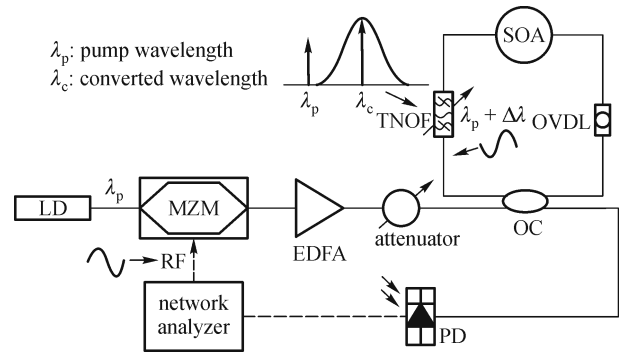 λp: pump wavelength
λc: converted wavelength
SOA
λp
λc
TNOF
λp + Δλ
OVDL
LD
λp
MZM
EDFA
attenuator
OC
RF
network
analyzer
PD